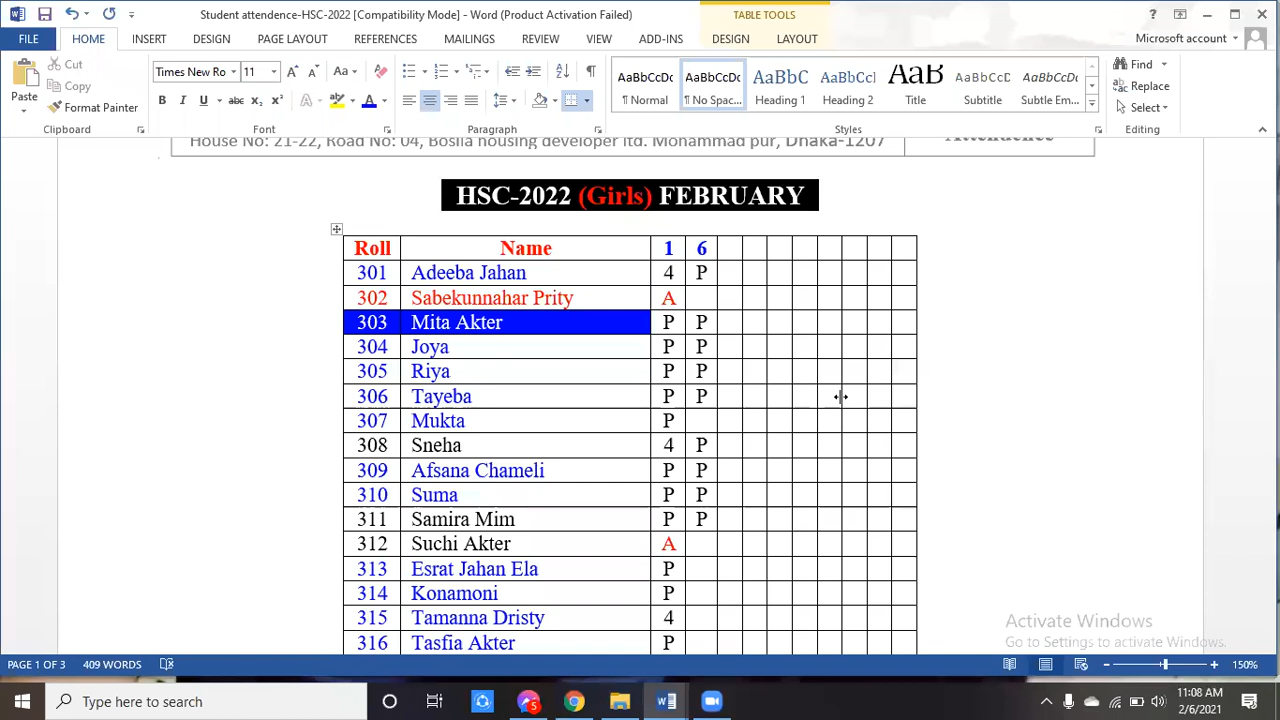 Student attendence-HSC-2022 [Compatibility Mode] - Word (Product Activation Failed)
TABLE TOOLS
FILE HOME INSERT DESIGN PAGE LAYOUT REFERENCES MAILINGS REVIEW VIEW ADD-INS DESIGN LAYOUT
Microsoft account
Paste
Cut
Copy
Format Painter
Clipboard
Times New Ro 11
Font
Paragraph
AaBbCcDc AaBbCcDc AaBbC AaBbCc AaB AaBbCcD AaBbCcDc
¶ Normal ¶ No Spac... Heading Heading 2 Title Subtitle Subtle Em...
Styles
Find
Replace
Select
Editing
House No: 21-22, Road No: 04, Bosila housing developer ltd. Mohammad pur, Dhaka-1207
Attendence
HSC-2022 (Girls) FEBRUARY
Roll Name 1 6
301 Adeeba Jahan 4 P
302 Sabekunnahar Prity A
303 Mita Akter P P
304 Joya P P
305 Riya P P
306 Tayeba P P
307 Mukta P
308 Sneha 4 P
309 Afsana Chameli P P
310 Suma P P
311 Samira Mim P P
312 Suchi Akter A
313 Esrat Jahan Ela P
314 Konamoni P
315 Tamanna Dristy 4
316 Tasfia Akter P
Activate Windows
Go to Settings to activate Windows.
PAGE 1 OF 3 409 WORDS
150%
Type here to search
5
11:08 AM
2/6/2021